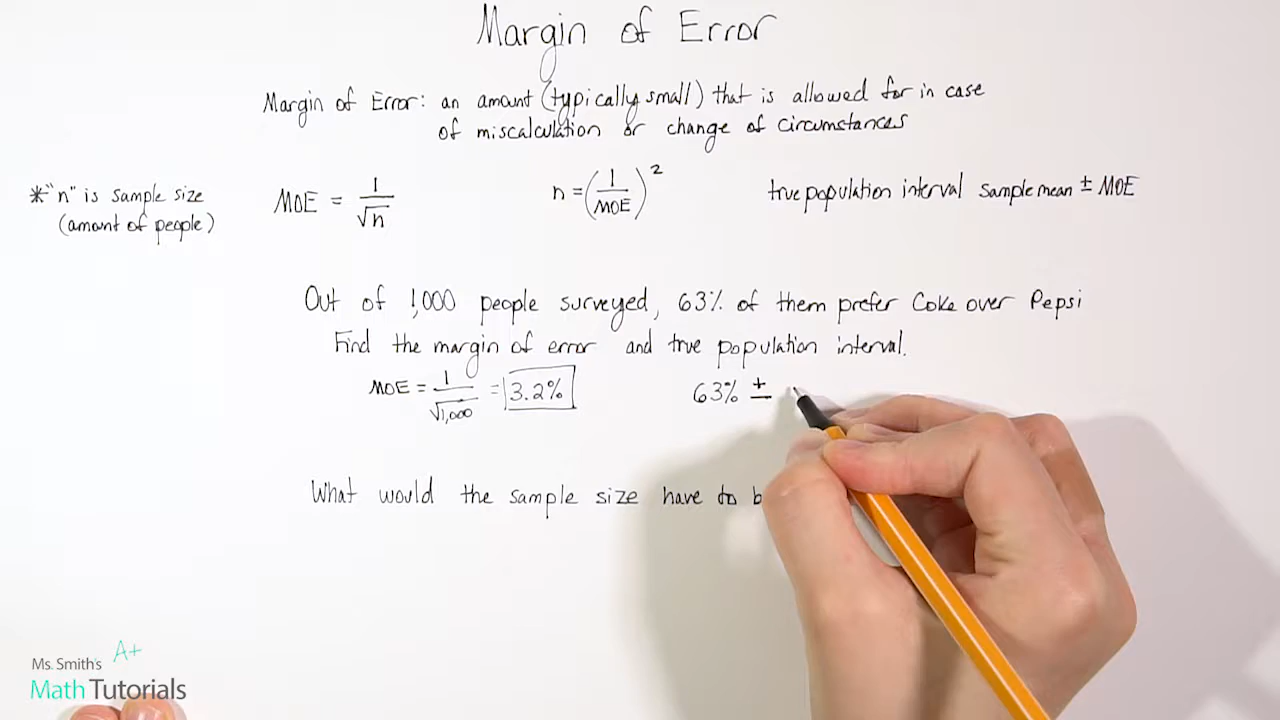 Margin of Error
Margin of Error: an amount (typically small) that is allowed for in case
of miscalculation or change of circumstances
*"n" is sample size
(amount of people)
MOE = 1/√n
n = (1/MOE)²
true population interval sample mean ± MOE
Out of 1,000 people surveyed, 63% of them prefer Coke over Pepsi
Find the margin of error and true population interval.
MOE = 1/√1,000 = 3.2%
63% ±
What would the sample size have to b
A+
Ms. Smith's
Math Tutorials